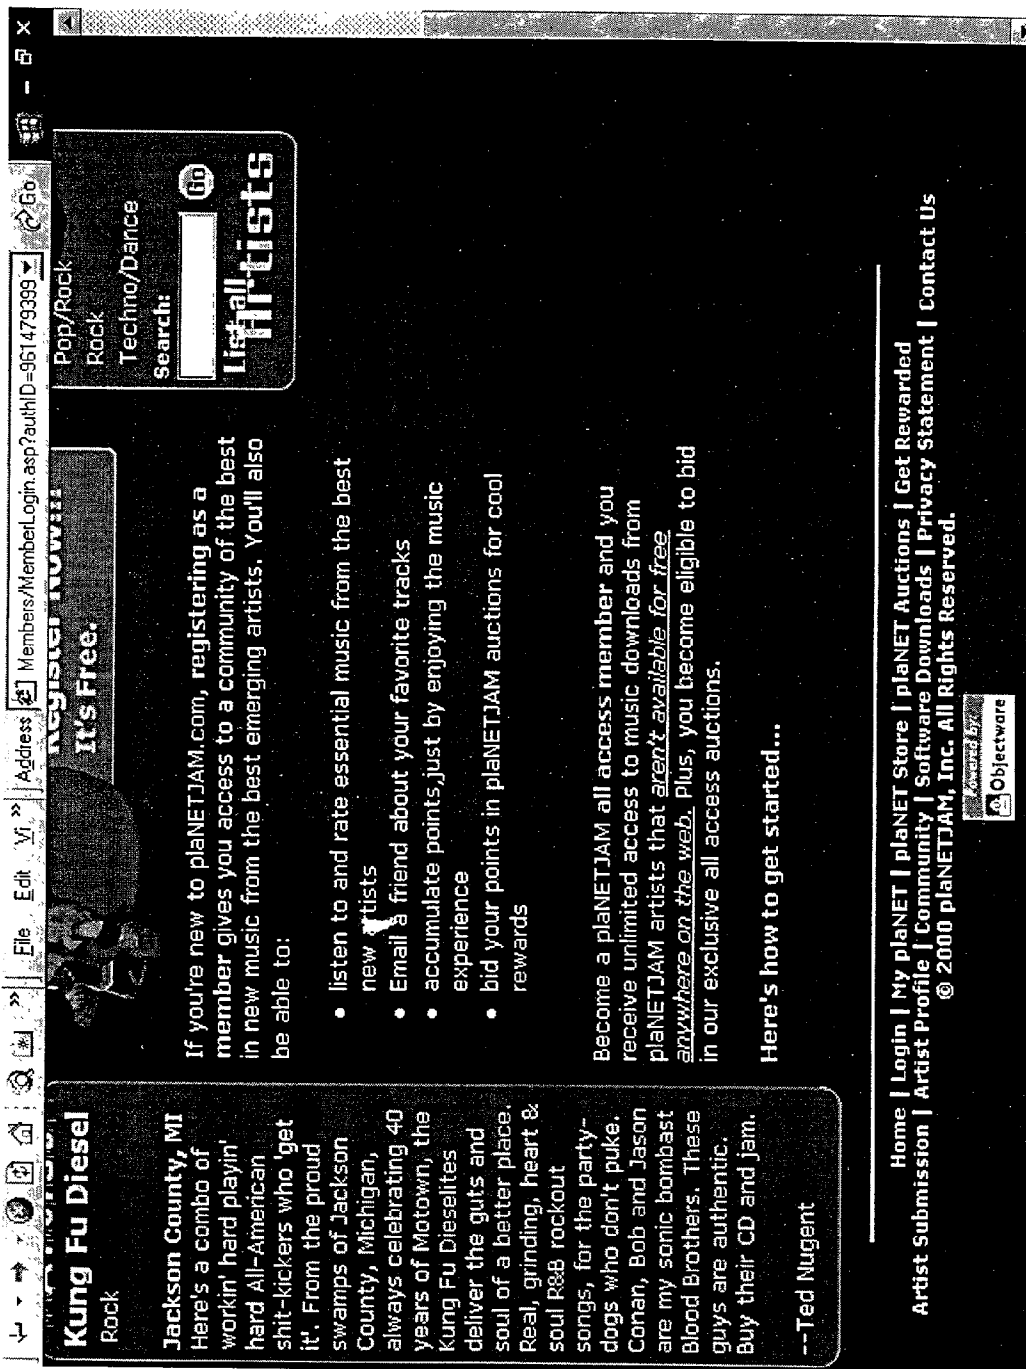 File Edit Vi » Address Members/MemberLogin.asp?authID=961479399 Go
Kung Fu Diesel
Rock
Jackson County, MI
Here's a combo of
workin' hard playin'
hard All-American
shit-kickers who 'get
it'. From the proud
swamps of Jackson
County, Michigan,
always celebrating 40
years of Motown, the
Kung Fu Dieselites
deliver the guts and
soul of a better place.
Real, grinding, heart &
soul R&B rockout
songs, for the party-
dogs who don't puke.
Conan, Bob and Jason
are my sonic bombast
Blood Brothers. These
guys are authentic.
Buy their CD and jam.
--Ted Nugent
Register Now!!!
It's Free.
If you're new to plaNETJAM.com, registering as a
member gives you access to a community of the best
in new music from the best emerging artists. You'll also
be able to:
• listen to and rate essential music from the best
new artists
• Email a friend about your favorite tracks
• accumulate points,just by enjoying the music
experience
• bid your points in plaNETJAM auctions for cool
rewards
Become a plaNETJAM all access member and you
receive unlimited access to music downloads from
plaNETJAM artists that aren't available for free
anywhere on the web. Plus, you become eligible to bid
in our exclusive all access auctions.
Here's how to get started...
Pop/Rock
Rock
Techno/Dance
Search:
Go
List all
Artists
Home | Login | My plaNET | plaNET Store | plaNET Auctions | Get Rewarded
Artist Submission | Artist Profile | Community | Software Downloads | Privacy Statement | Contact Us
© 2000 plaNETJAM, Inc. All Rights Reserved.
Objectware